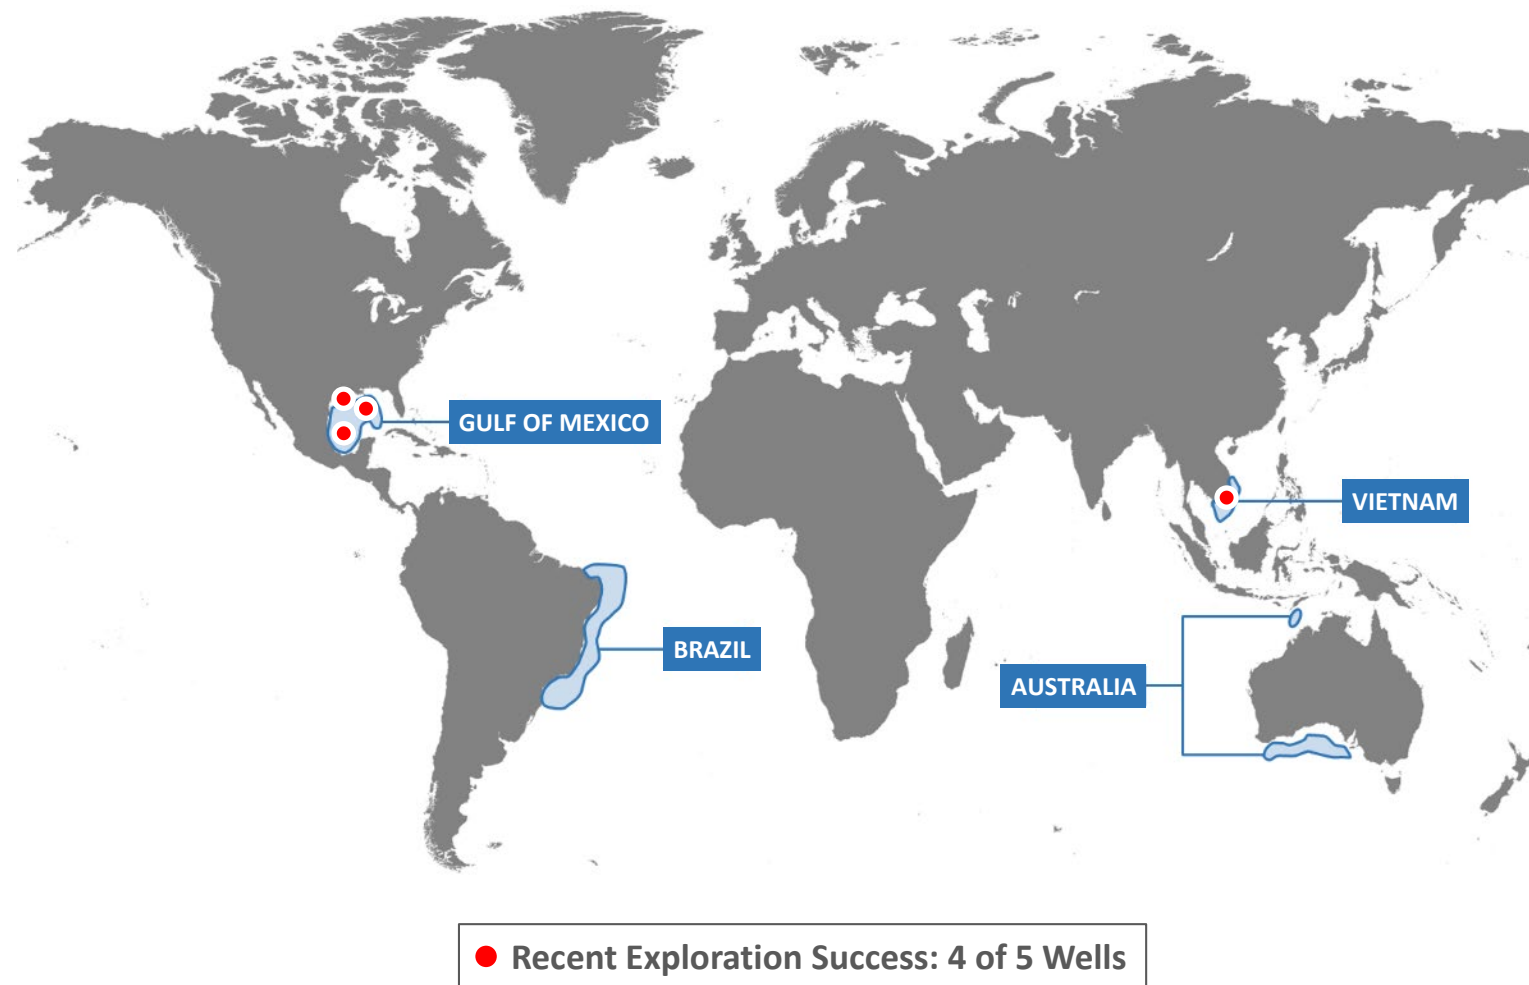 GULF OF MEXICO
VIETNAM
BRAZIL
AUSTRALIA
Recent Exploration Success: 4 of 5 Wells